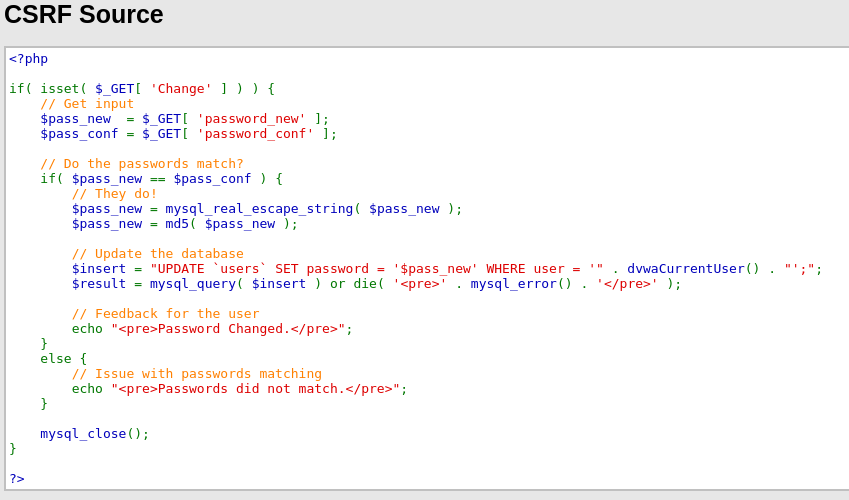 CSRF Source
<?php
if( isset( $_GET[ 'Change' ] ) ) {
    // Get input
    $pass_new  = $_GET[ 'password_new' ];
    $pass_conf = $_GET[ 'password_conf' ];
    // Do the passwords match?
    if( $pass_new == $pass_conf ) {
        // They do!
        $pass_new = mysql_real_escape_string( $pass_new );
        $pass_new = md5( $pass_new );
        // Update the database
        $insert = "UPDATE `users` SET password = '$pass_new' WHERE user = '" . dvwaCurrentUser() . "';";
        $result = mysql_query( $insert ) or die( '<pre>' . mysql_error() . '</pre>' );
        // Feedback for the user
        echo "<pre>Password Changed.</pre>";
    }
    else {
        // Issue with passwords matching
        echo "<pre>Passwords did not match.</pre>";
    }
    mysql_close();
}
?>